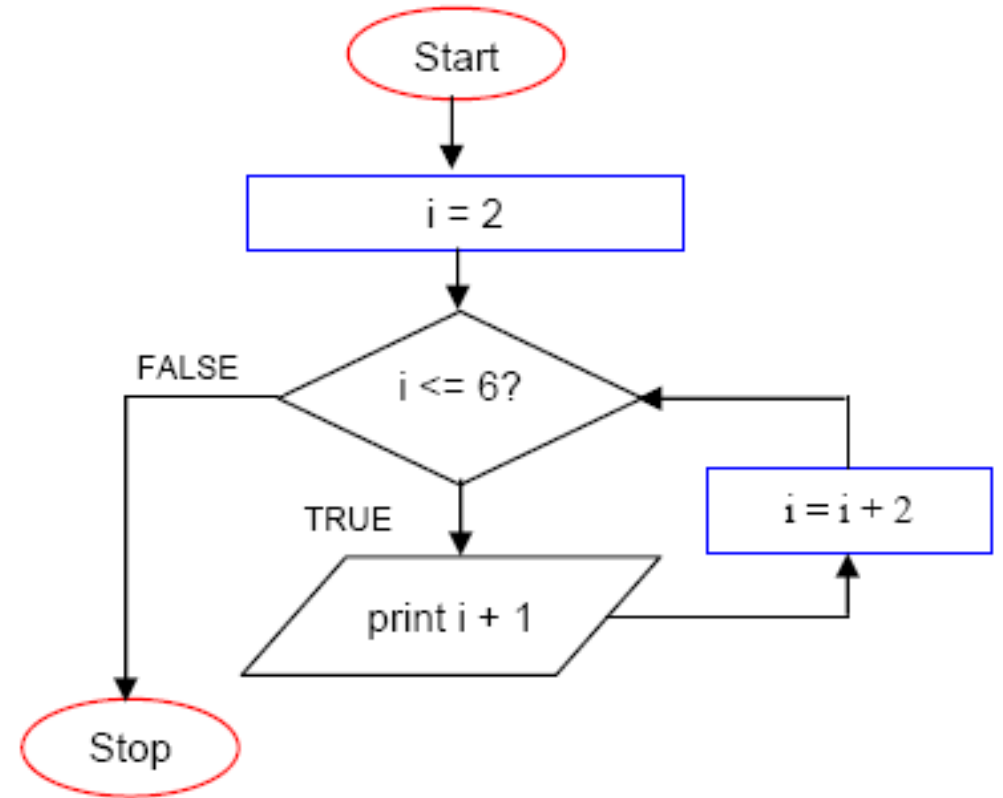 Start
i = 2
FALSE
i <= 6?
TRUE
i = i + 2
print i + 1
Stop